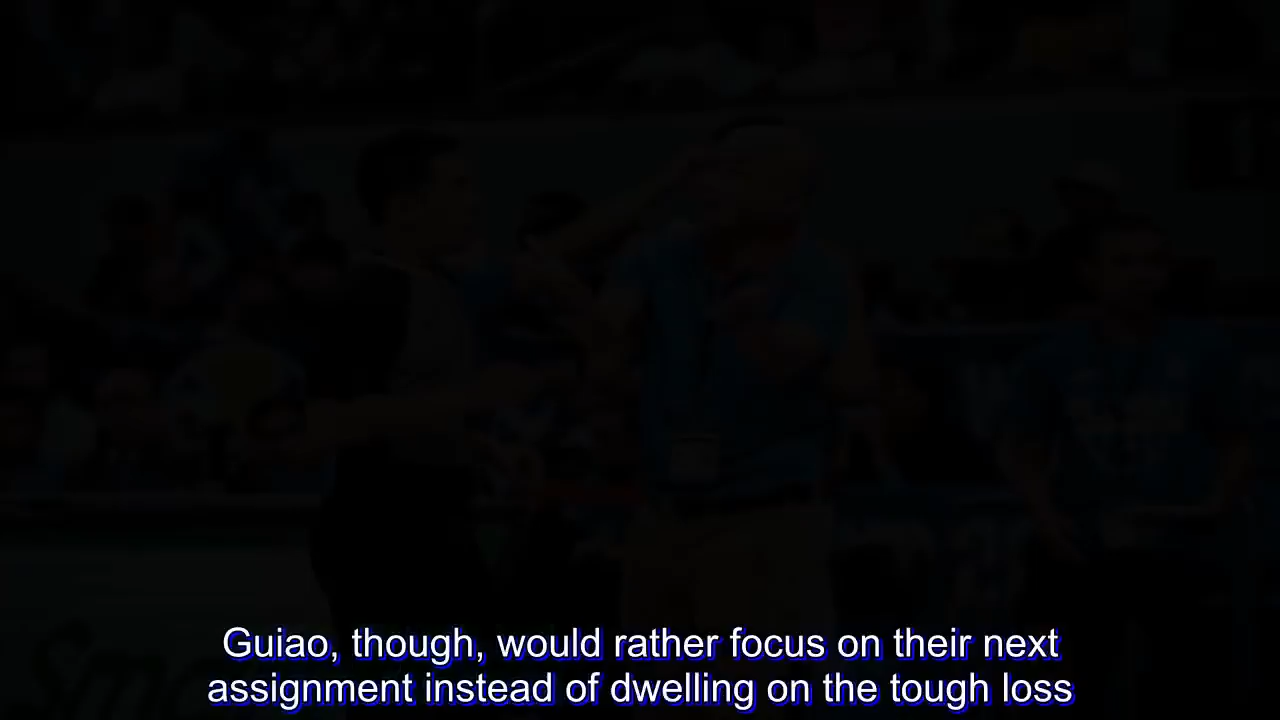 Guiao, though, would rather focus on their next
assignment instead of dwelling on the tough loss